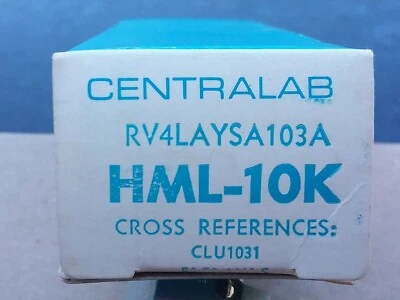 CENTRALAB
RV4LAYSA103A
HML-10K
CROSS REFERENCES:
CLU1031